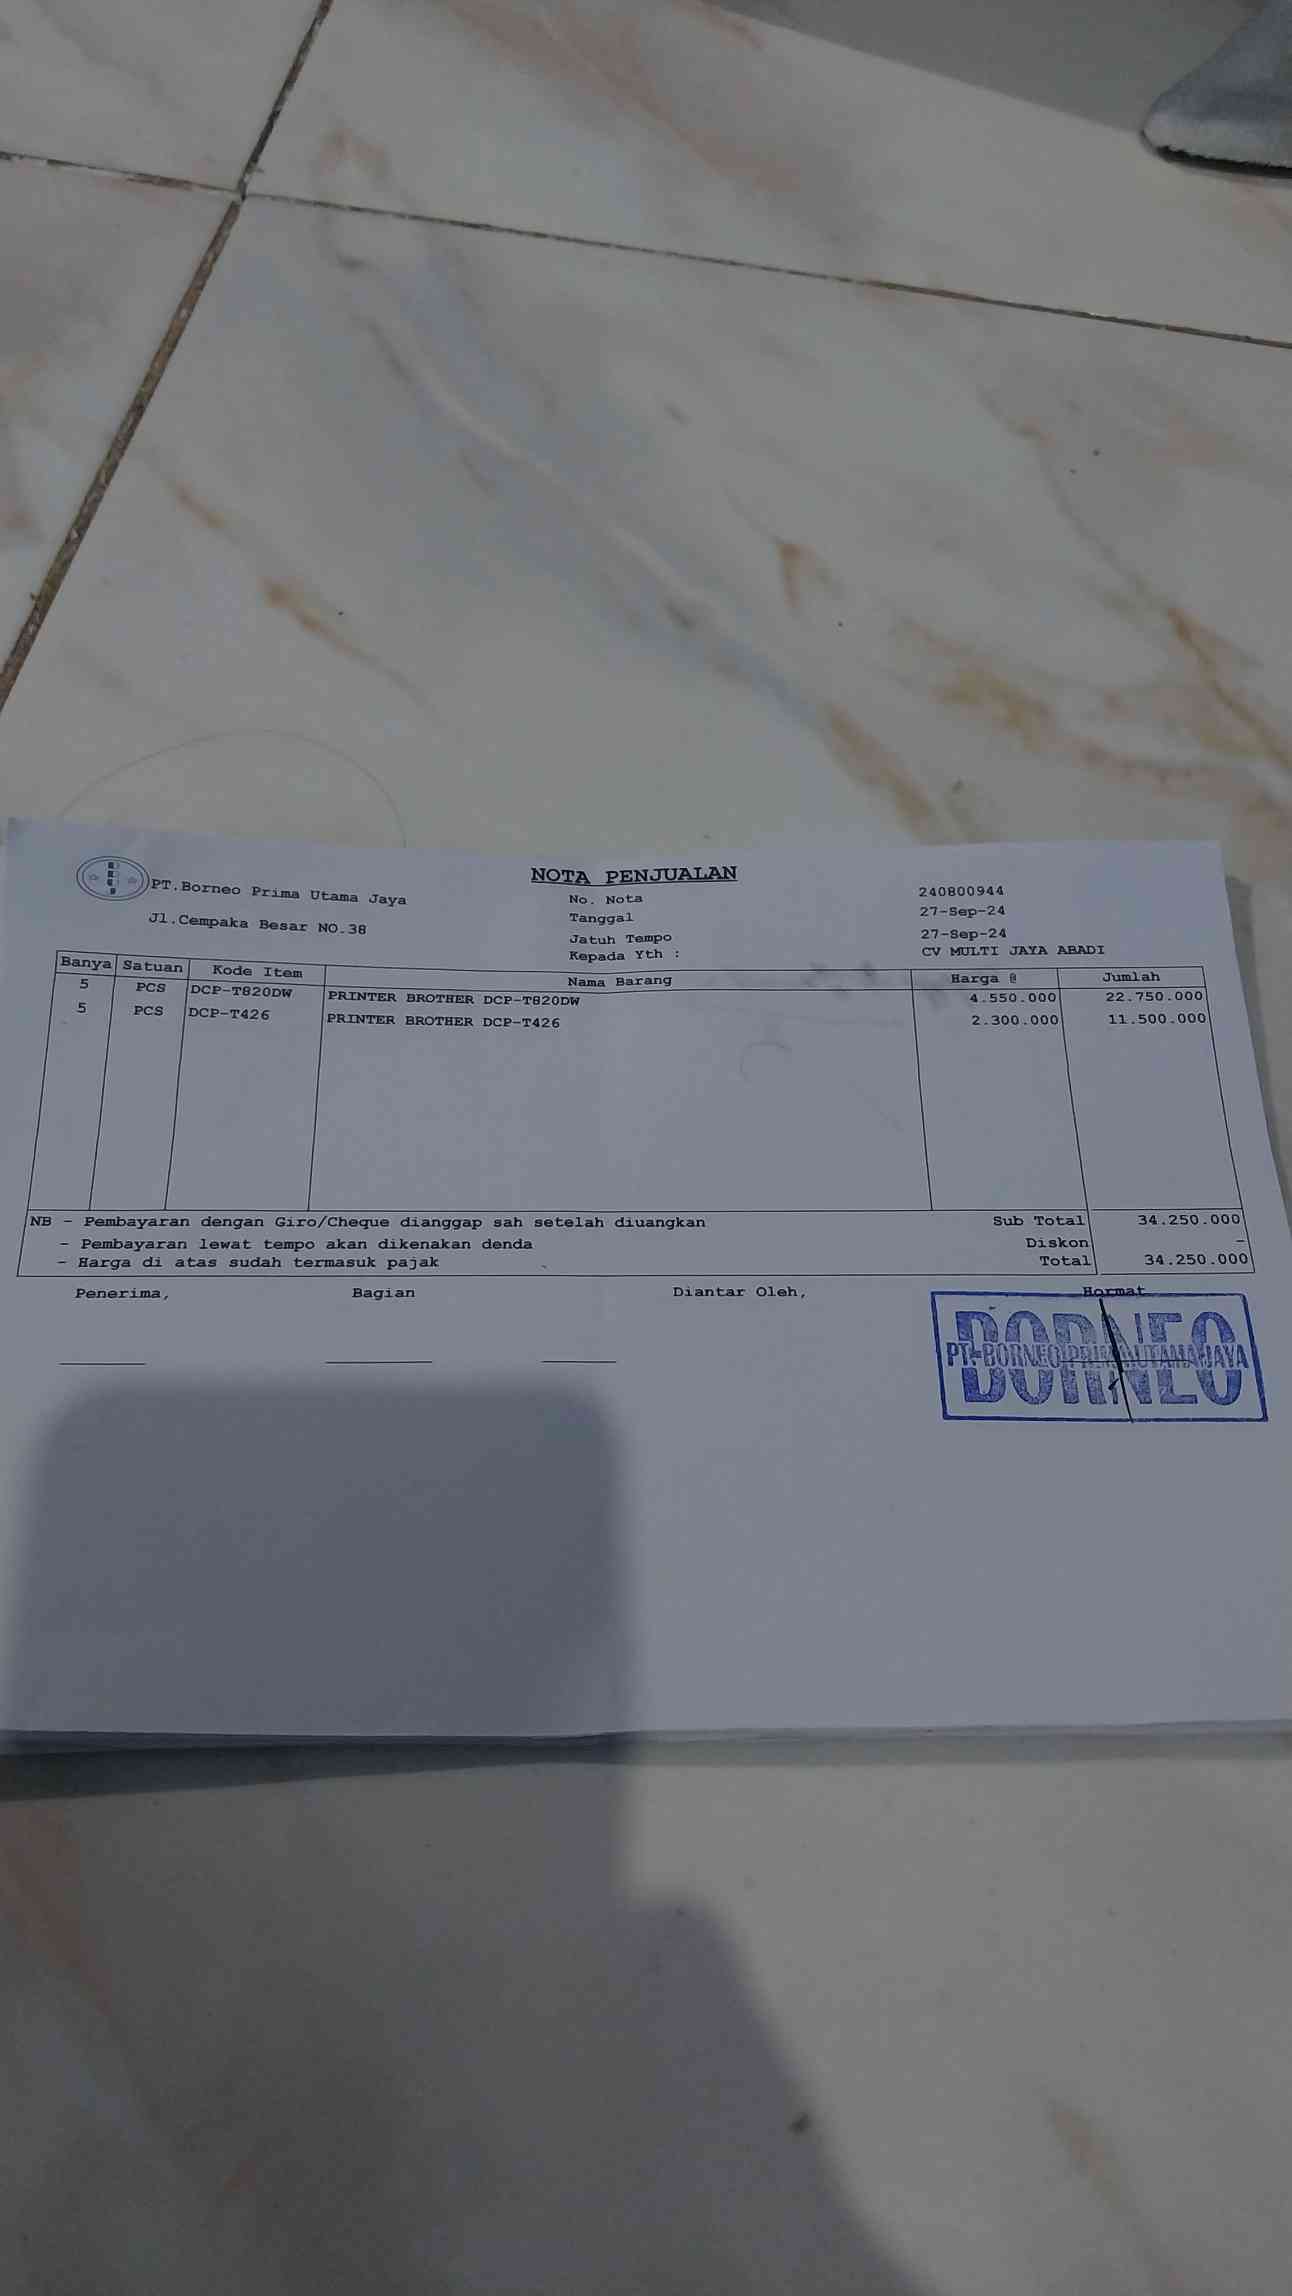 NOTA PENJUALAN
PT.Borneo Prima Utama Jaya
Jl.Cempaka Besar NO.38
No. Nota 240800944
Tanggal 27-Sep-24
Jatuh Tempo 27-Sep-24
Kepada Yth : CV MULTI JAYA ABADI
Banya Satuan Kode Item Nama Barang Harga @ Jumlah
5 PCS DCP-T820DW PRINTER BROTHER DCP-T820DW 4.550.000 22.750.000
5 PCS DCP-T426 PRINTER BROTHER DCP-T426 2.300.000 11.500.000
NB - Pembayaran dengan Giro/Cheque dianggap sah setelah diuangkan Sub Total 34.250.000
- Pembayaran lewat tempo akan dikenakan denda Diskon -
- Harga di atas sudah termasuk pajak Total 34.250.000
Penerima, Bagian Diantar Oleh, Hormat
BORNEO
PT-BORNEO PRIMA UTAMA JAYA